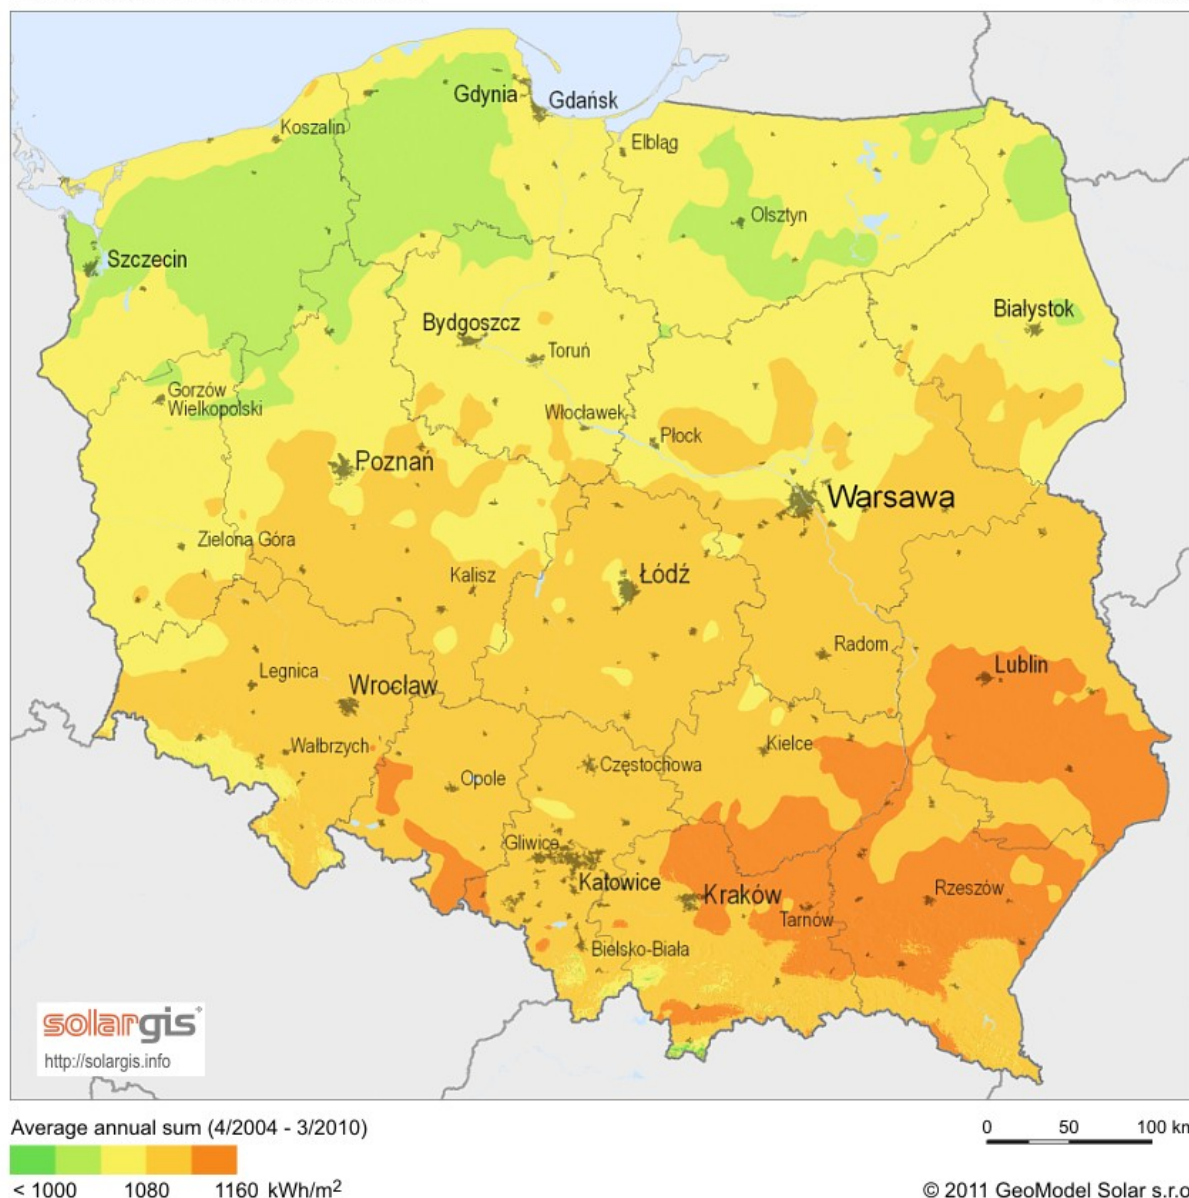 Gdynia
Gdańsk
Koszalin
Elbląg
Olsztyn
Szczecin
Białystok
Bydgoszcz
Toruń
Gorzów
Wielkopolski
Włocławek
Płock
Poznań
Warsawa
Zielona Góra
Kalisz
Łódź
Radom
Lublin
Legnica
Wrocław
Wałbrzych
Kielce
Opole
Częstochowa
Gliwice
Katowice
Kraków
Rzeszów
Tarnów
Bielsko-Biała
solargis
http://solargis.info
Average annual sum (4/2004 - 3/2010)
0 50 100 km
< 1000 1080 1160 kWh/m²
© 2011 GeoModel Solar s.r.o